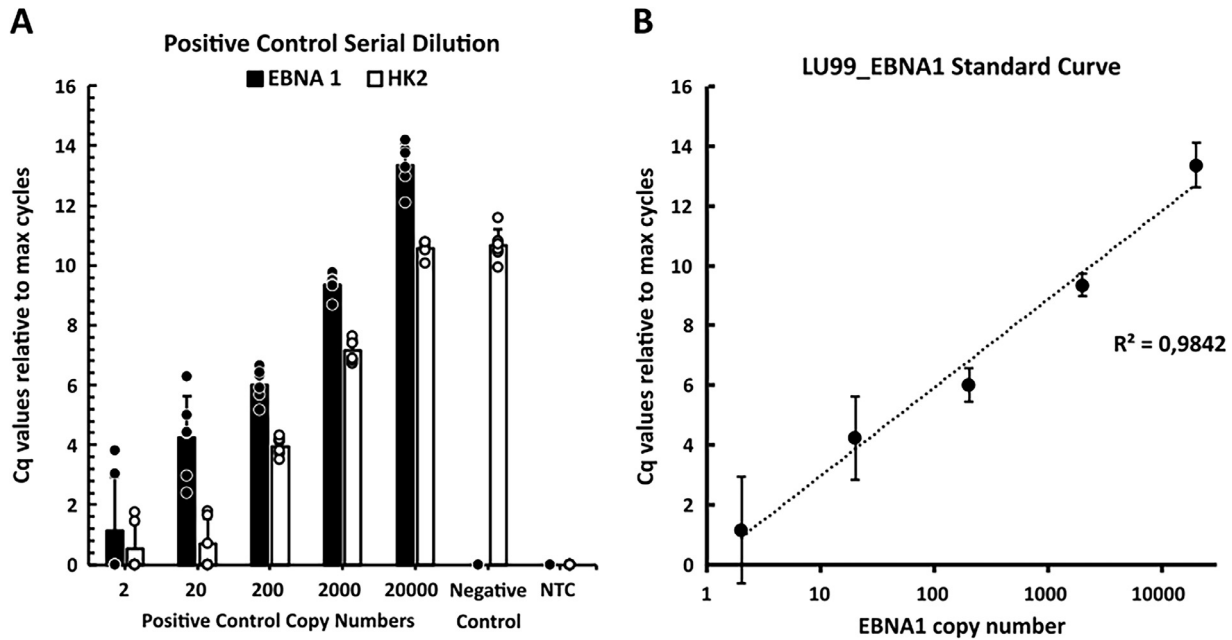 A
Positive Control Serial Dilution
EBNA 1 HK2
Cq values relative to max cycles
16
14
12
10
8
6
4
2
0
2 20 200 2000 20000 Negative Control NTC
Positive Control Copy Numbers
B
LU99_EBNA1 Standard Curve
Cq values relative to max cycles
16
14
12
10
8
6
4
2
0
R² = 0,9842
1 10 100 1000 10000
EBNA1 copy number